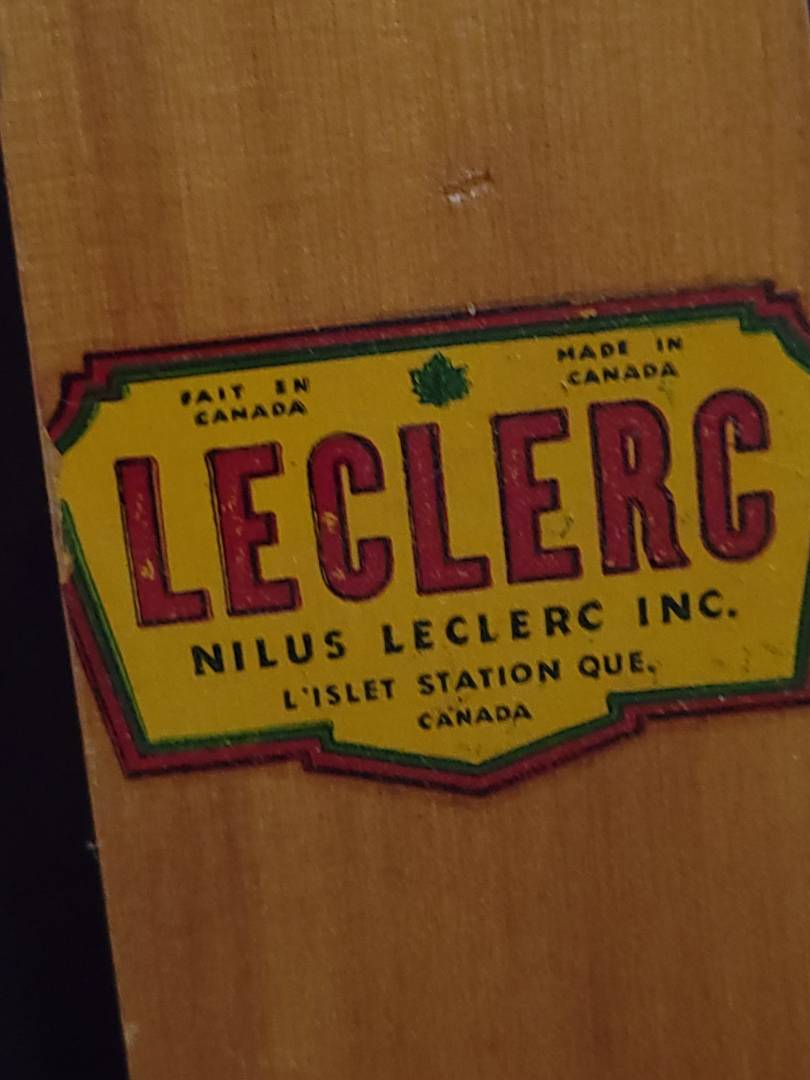 FAIT EN
CANADA
MADE IN
CANADA
LECLERC
NILUS LECLERC INC.
L'ISLET STATION QUE.
CANADA